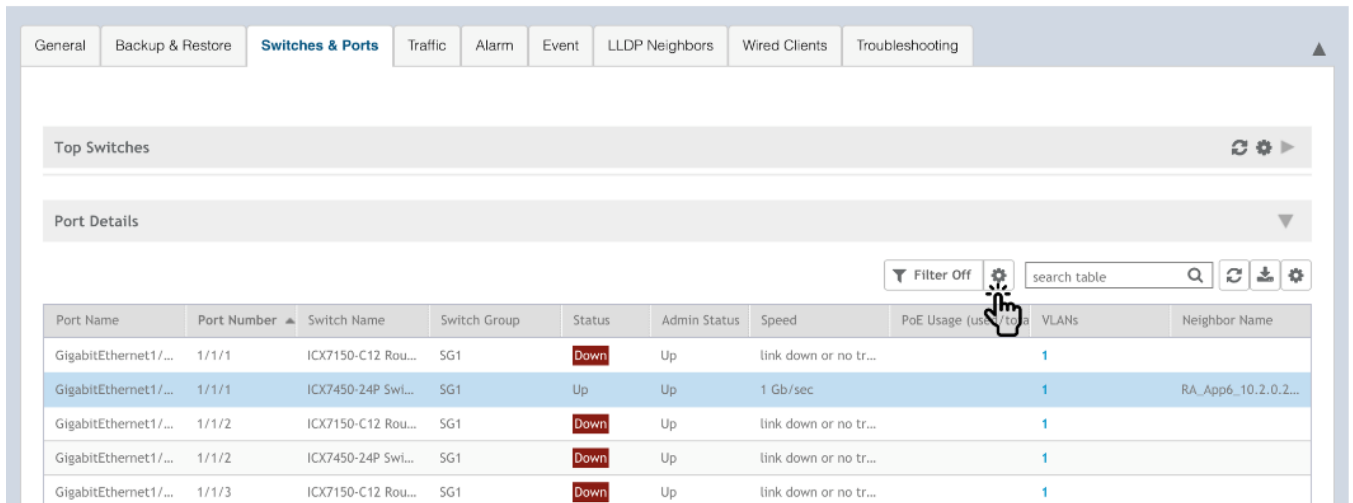 General Backup & Restore Switches & Ports Traffic Alarm Event LLDP Neighbors Wired Clients Troubleshooting
Top Switches
Port Details
Filter Off search table
Port Name Port Number Switch Name Switch Group Status Admin Status Speed PoE Usage (used/tota VLANs Neighbor Name
GigabitEthernet1/... 1/1/1 ICX7150-C12 Rou... SG1 Down Up link down or no tr... 1
GigabitEthernet1/... 1/1/1 ICX7450-24P Swi... SG1 Up Up 1 Gb/sec 1 RA_App6_10.2.0.2...
GigabitEthernet1/... 1/1/2 ICX7150-C12 Rou... SG1 Down Up link down or no tr... 1
GigabitEthernet1/... 1/1/2 ICX7450-24P Swi... SG1 Down Up link down or no tr... 1
GigabitEthernet1/... 1/1/3 ICX7150-C12 Rou... SG1 Down Up link down or no tr... 1